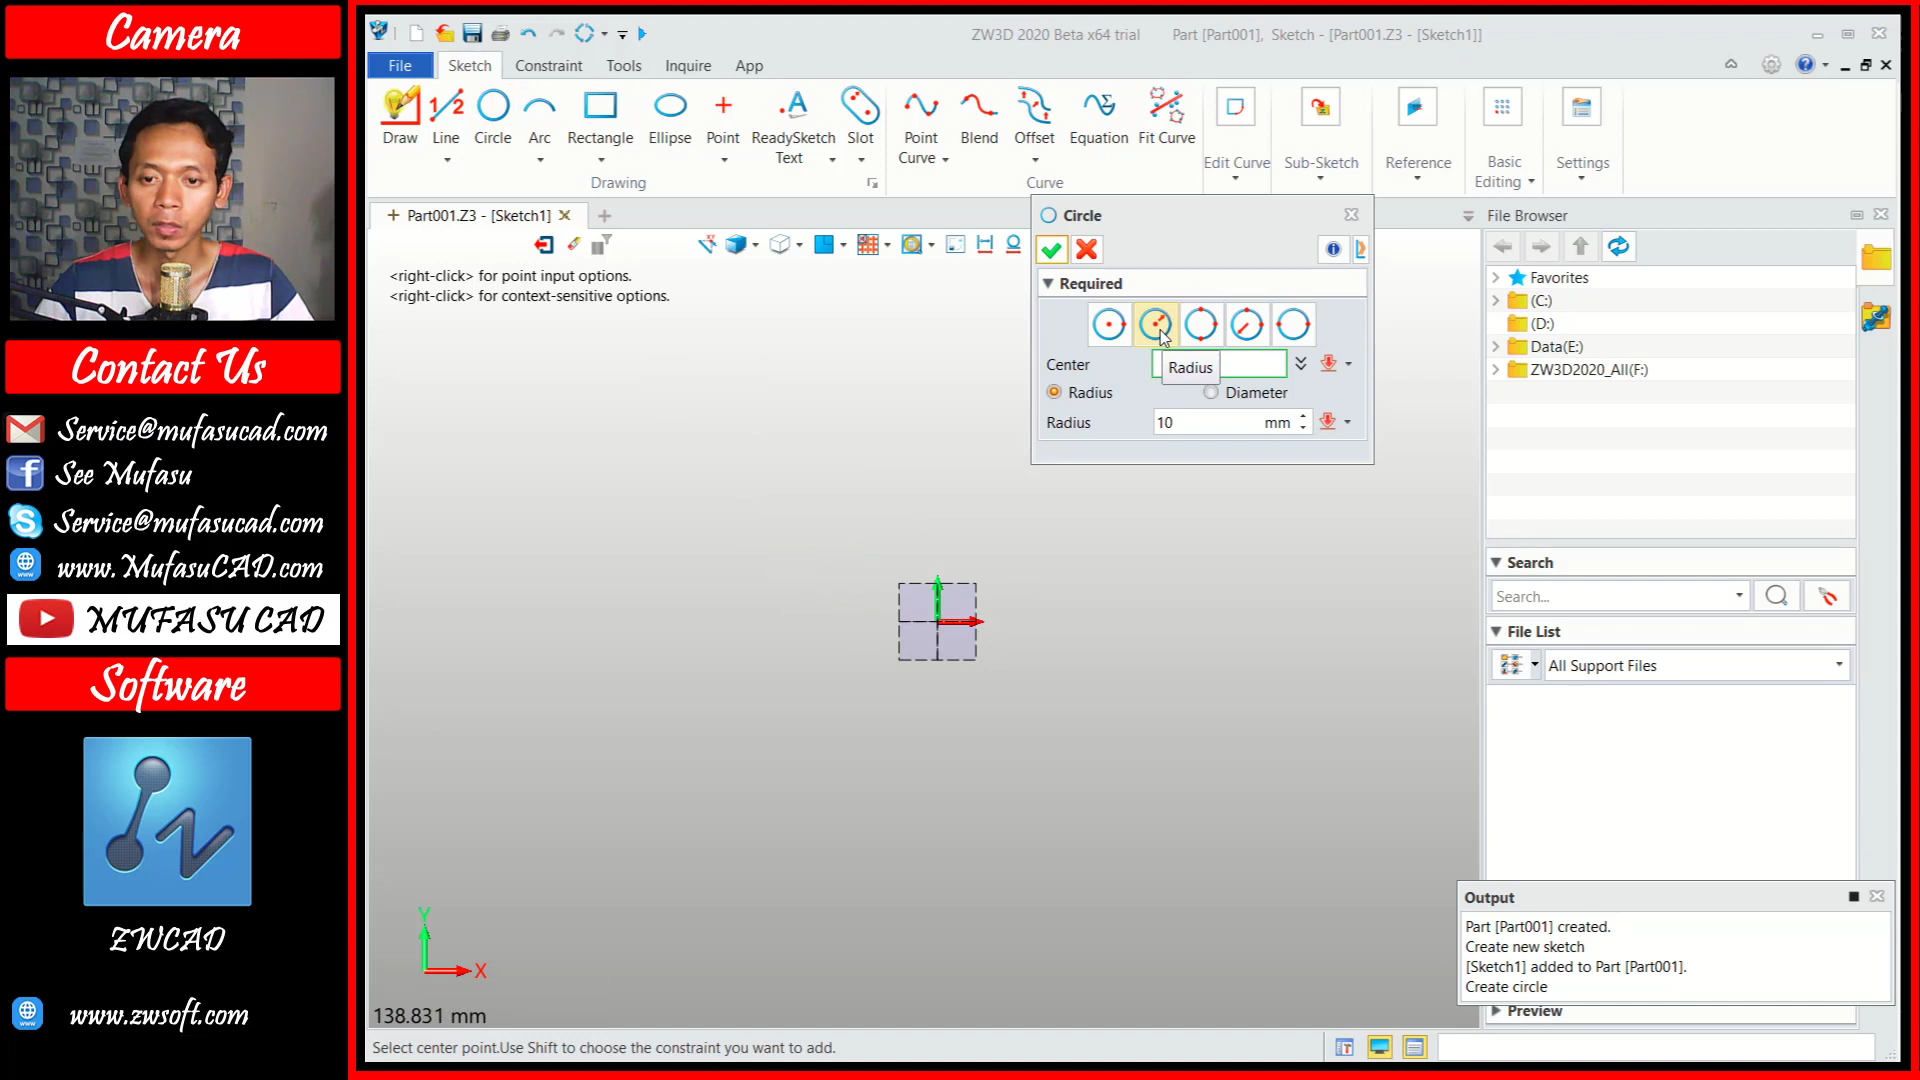 Camera
Contact Us
Service@mufasucad.com
See Mufasu
Service@mufasucad.com
www.MufasuCAD.com
MUFASU CAD
Software
ZWCAD
www.zwsoft.com
ZW3D 2020 Beta x64 trial Part [Part001], Sketch - [Part001.Z3 - [Sketch1]]
File Sketch Constraint Tools Inquire App
Draw Line Circle Arc Rectangle Ellipse Point ReadySketch Text Slot
Drawing
Point Curve Blend Offset Equation Fit Curve
Curve
Edit Curve Sub-Sketch Reference Basic Editing Settings
Part001.Z3 - [Sketch1]
<right-click> for point input options.
<right-click> for context-sensitive options.
Circle
Required
Center
Radius
Radius Diameter
Radius 10 mm
File Browser
Favorites
(C:)
(D:)
Data(E:)
ZW3D2020_All(F:)
Search
Search...
File List
All Support Files
Output
Part [Part001] created.
Create new sketch
[Sketch1] added to Part [Part001].
Create circle
Preview
Y
X
138.831 mm
Select center point.Use Shift to choose the constraint you want to add.